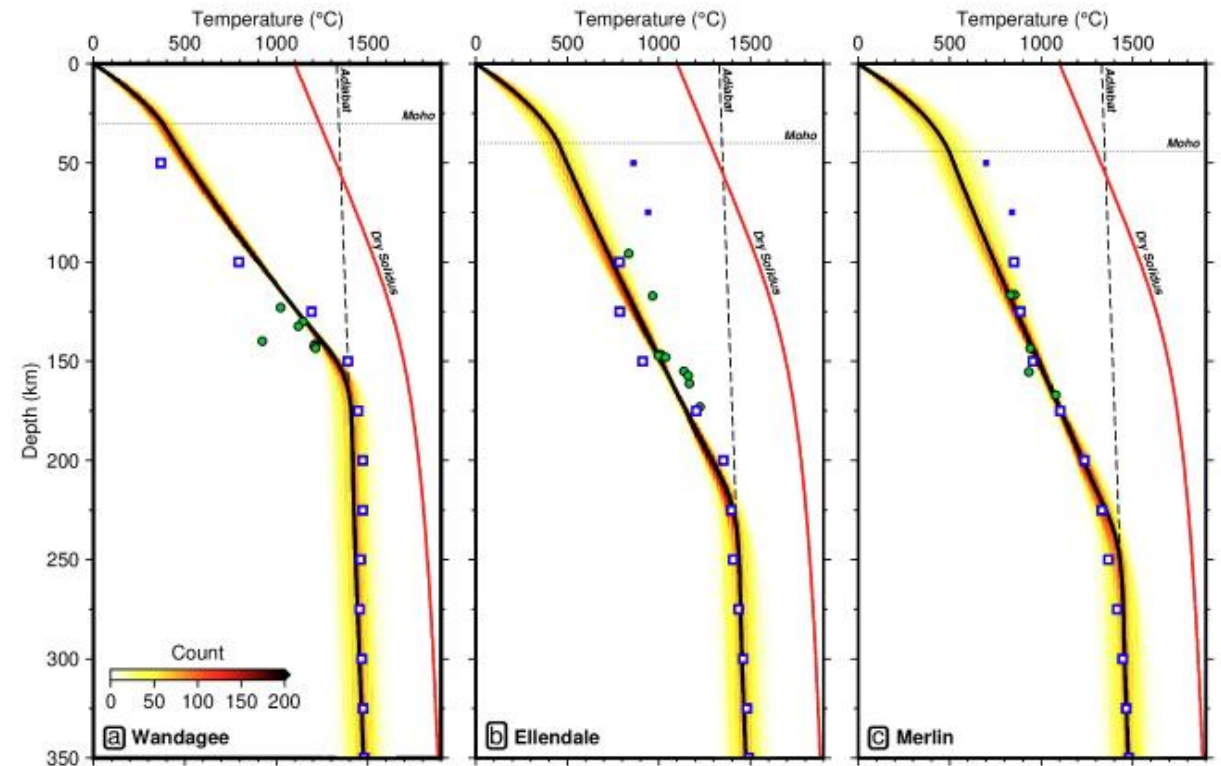 Temperature (°C) Temperature (°C) Temperature (°C)
0 500 1000 1500 0 500 1000 1500 0 500 1000 1500
0
50
100
150
200
250
300
350
Depth (km)
Adiabat
Moho
Dry Solidus
Adiabat
Moho
Dry Solidus
Adiabat
Moho
Dry Solidus
Count
0 50 100 150 200
a Wandagee
b Ellendale
c Merlin